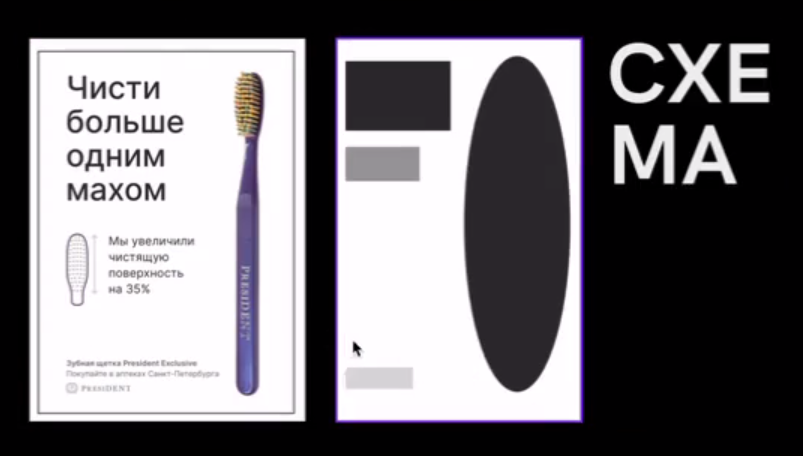 Чисти
больше
одним
махом
Мы увеличили
чистящую
поверхность
на 35%
Зубная щетка President Exclusive
Покупайте в аптеках Санкт-Петербурга
PRESIDENT
PRESIDENT
СХЕ
МА